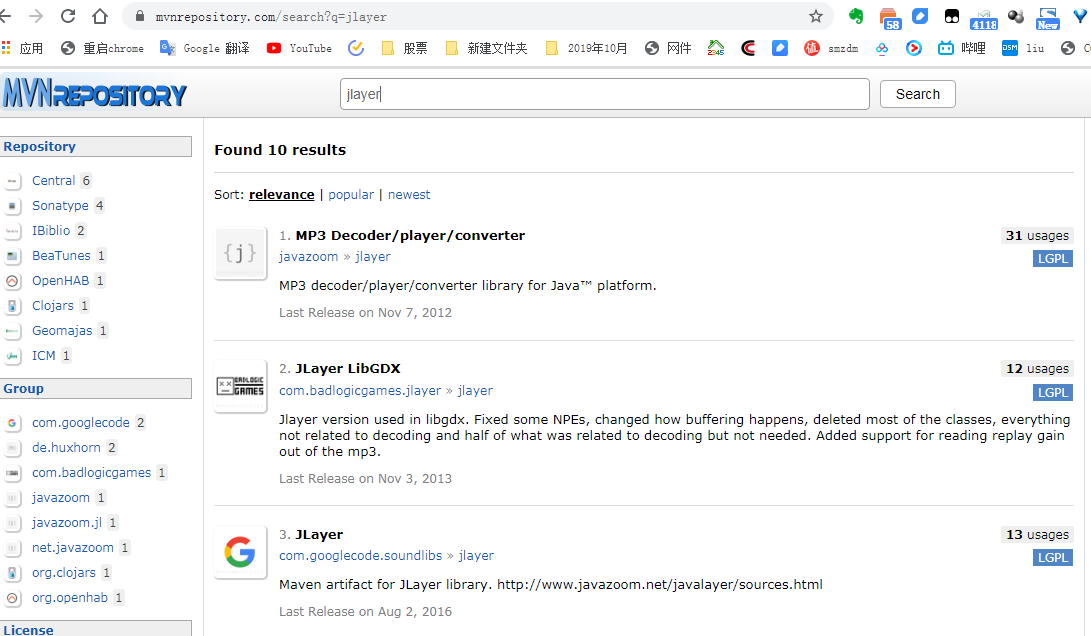 mvnrepository.com/search?q=jlayer
58
4118
New
应用
重启chrome
Google 翻译
YouTube
股票
新建文件夹
2019年10月
网件
2345
值 smzdm
哔哩
DSM liu
MVNREPOSITORY
jlayer
Search
Repository
Central 6
Sonatype 4
IBiblio 2
BeaTunes 1
OpenHAB 1
Clojars 1
Geomajas 1
ICM 1
Group
com.googlecode 2
de.huxhorn 2
com.badlogicgames 1
javazoom 1
javazoom.jl 1
net.javazoom 1
org.clojars 1
org.openhab 1
License
Found 10 results
Sort: relevance | popular | newest
{j}
1. MP3 Decoder/player/converter
31 usages
javazoom » jlayer
LGPL
MP3 decoder/player/converter library for Java™ platform.
Last Release on Nov 7, 2012
BADLOGIC
GAMES
2. JLayer LibGDX
12 usages
com.badlogicgames.jlayer » jlayer
LGPL
Jlayer version used in libgdx. Fixed some NPEs, changed how buffering happens, deleted most of the classes, everything
not related to decoding and half of what was related to decoding but not needed. Added support for reading replay gain
out of the mp3.
Last Release on Nov 3, 2013
G
3. JLayer
13 usages
com.googlecode.soundlibs » jlayer
LGPL
Maven artifact for JLayer library. http://www.javazoom.net/javalayer/sources.html
Last Release on Aug 2, 2016